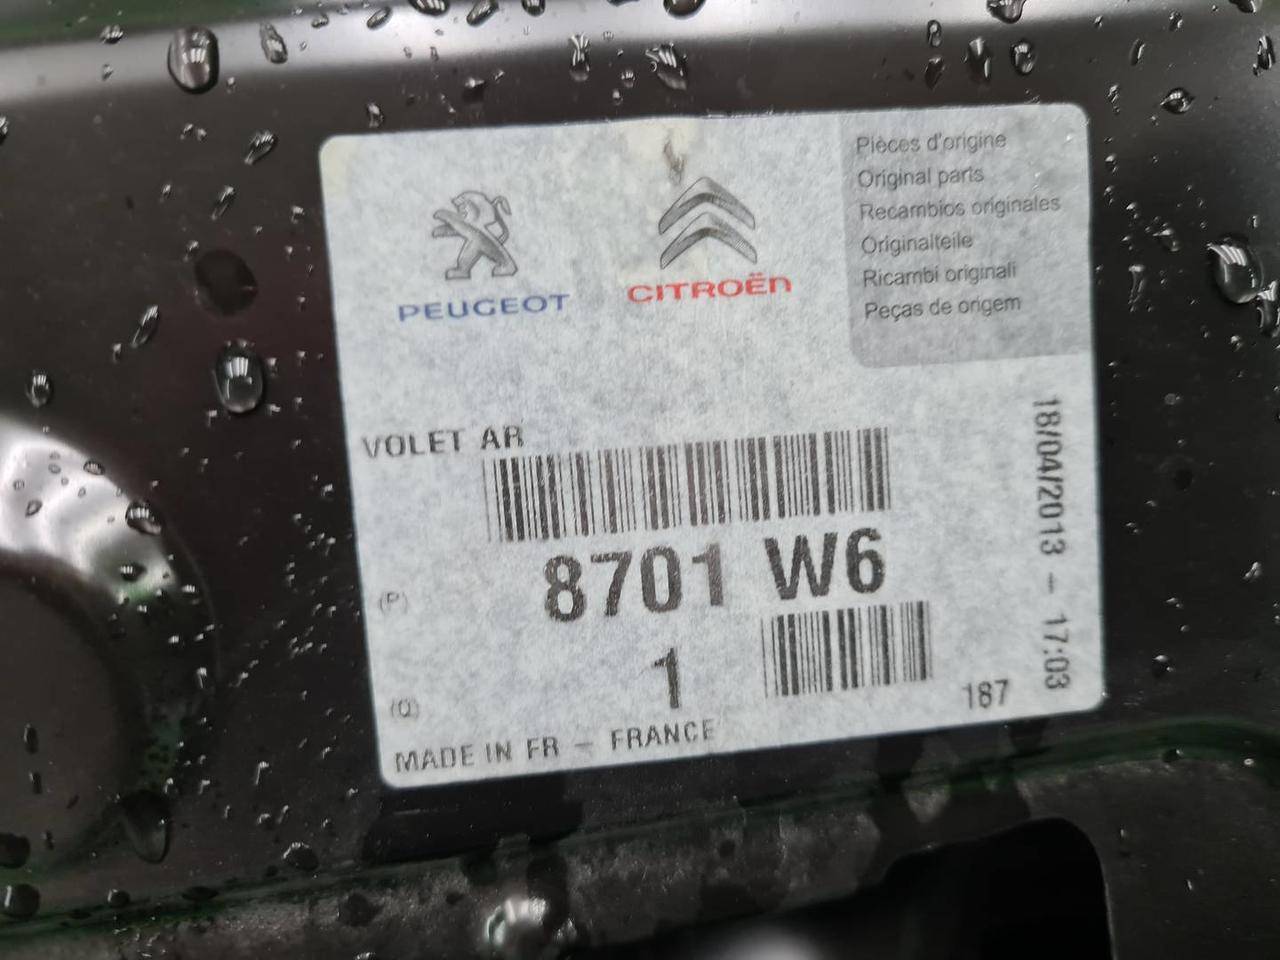 PEUGEOT
CITROËN
Pièces d'origine
Original parts
Recambios originales
Originalteile
Ricambi originali
Peças de origem
VOLET AR
(P)
8701 W6
(Q)
1
187
MADE IN FR - FRANCE
18/04/2013 - 17:03